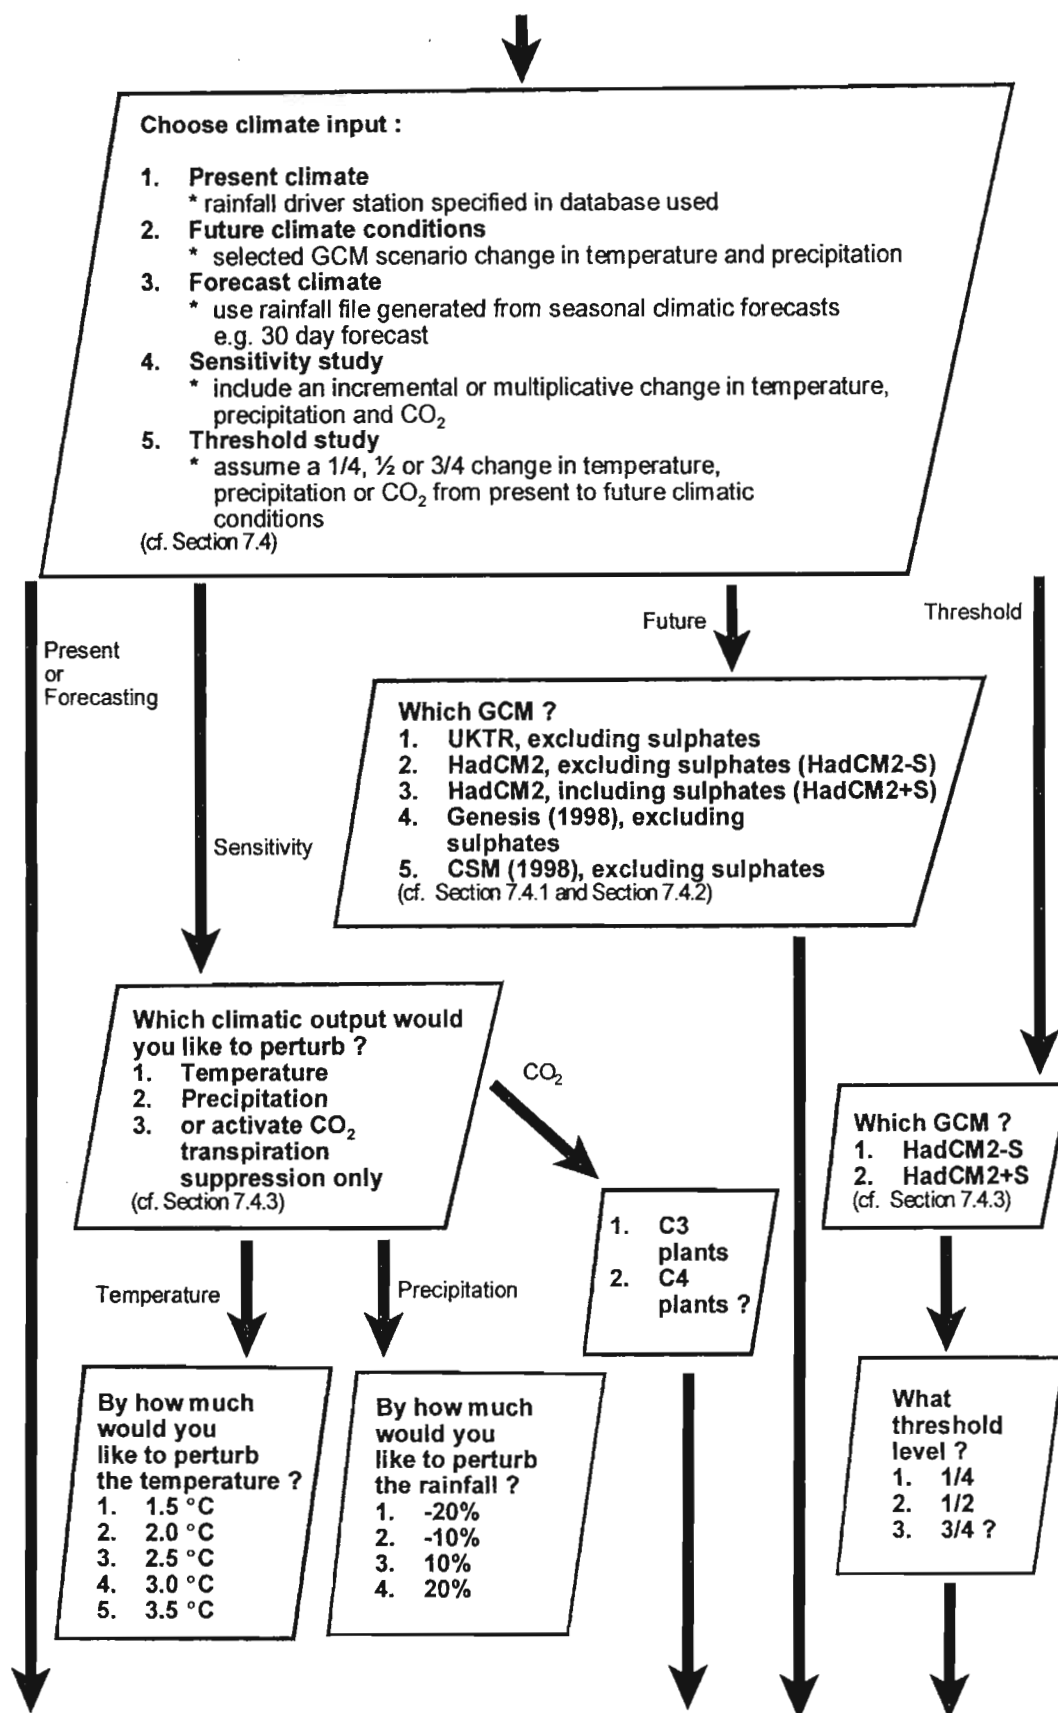 Choose climate input :
1. Present climate
* rainfall driver station specified in database used
2. Future climate conditions
* selected GCM scenario change in temperature and precipitation
3. Forecast climate
* use rainfall file generated from seasonal climatic forecasts
e.g. 30 day forecast
4. Sensitivity study
* include an incremental or multiplicative change in temperature,
precipitation and CO₂
5. Threshold study
* assume a 1/4, ½ or 3/4 change in temperature,
precipitation or CO₂ from present to future climatic
conditions
(cf. Section 7.4)
Present
or
Forecasting
Sensitivity
Future
Threshold
Which GCM ?
1. UKTR, excluding sulphates
2. HadCM2, excluding sulphates (HadCM2-S)
3. HadCM2, including sulphates (HadCM2+S)
4. Genesis (1998), excluding
sulphates
5. CSM (1998), excluding sulphates
(cf. Section 7.4.1 and Section 7.4.2)
Which climatic output would
you like to perturb ?
1. Temperature
2. Precipitation
3. or activate CO₂
transpiration
suppression only
(cf. Section 7.4.3)
CO₂
1. C3
plants
2. C4
plants ?
Which GCM ?
1. HadCM2-S
2. HadCM2+S
(cf. Section 7.4.3)
Temperature
Precipitation
By how much
would you
like to perturb
the temperature ?
1. 1.5 °C
2. 2.0 °C
3. 2.5 °C
4. 3.0 °C
5. 3.5 °C
By how much
would you
like to perturb
the rainfall ?
1. -20%
2. -10%
3. 10%
4. 20%
What
threshold
level ?
1. 1/4
2. 1/2
3. 3/4 ?